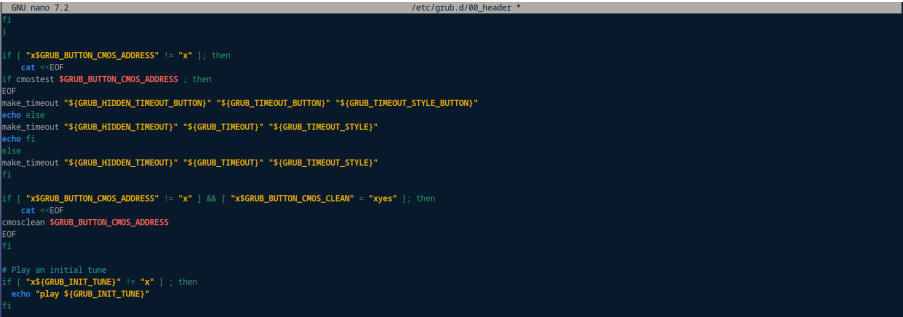 GNU nano 7.2 /etc/grub.d/00_header *
fi
}
if [ "x$GRUB_BUTTON_CMOS_ADDRESS" != "x" ]; then
    cat <<EOF
if cmostest $GRUB_BUTTON_CMOS_ADDRESS ; then
EOF
make_timeout "${GRUB_HIDDEN_TIMEOUT_BUTTON}" "${GRUB_TIMEOUT_BUTTON}" "${GRUB_TIMEOUT_STYLE_BUTTON}"
echo else
make_timeout "${GRUB_HIDDEN_TIMEOUT}" "${GRUB_TIMEOUT}" "${GRUB_TIMEOUT_STYLE}"
echo fi
else
make_timeout "${GRUB_HIDDEN_TIMEOUT}" "${GRUB_TIMEOUT}" "${GRUB_TIMEOUT_STYLE}"
fi
if [ "x$GRUB_BUTTON_CMOS_ADDRESS" != "x" ] && [ "x$GRUB_BUTTON_CMOS_CLEAN" = "xyes" ]; then
    cat <<EOF
cmosclean $GRUB_BUTTON_CMOS_ADDRESS
EOF
fi
# Play an initial tune
if [ "x${GRUB_INIT_TUNE}" != "x" ] ; then
  echo "play ${GRUB_INIT_TUNE}"
fi